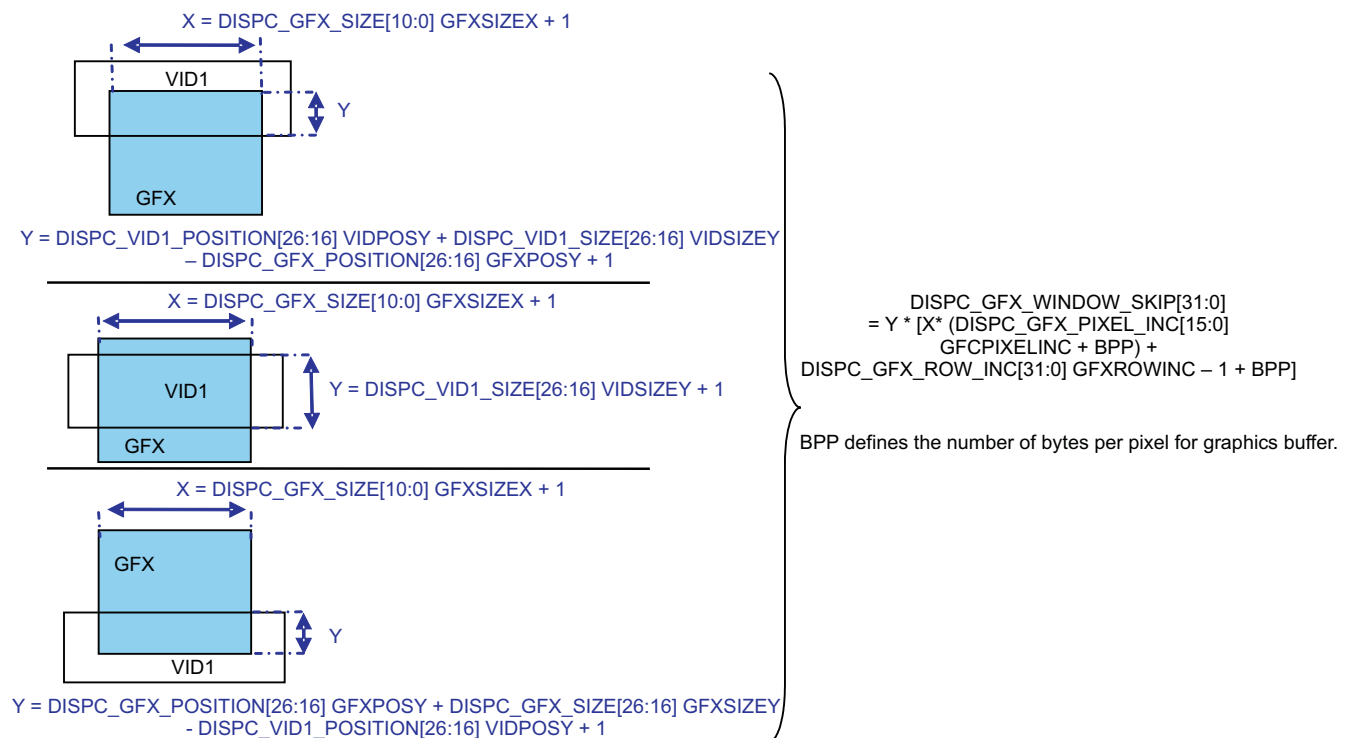 X = DISPC_GFX_SIZE[10:0] GFXSIZEX + 1
VID1
Y
GFX
Y = DISPC_VID1_POSITION[26:16] VIDPOSY + DISPC_VID1_SIZE[26:16] VIDSIZEY
– DISPC_GFX_POSITION[26:16] GFXPOSY + 1
X = DISPC_GFX_SIZE[10:0] GFXSIZEX + 1
VID1
Y = DISPC_VID1_SIZE[26:16] VIDSIZEY + 1
GFX
X = DISPC_GFX_SIZE[10:0] GFXSIZEX + 1
GFX
Y
VID1
Y = DISPC_GFX_POSITION[26:16] GFXPOSY + DISPC_GFX_SIZE[26:16] GFXSIZEY
- DISPC_VID1_POSITION[26:16] VIDPOSY + 1
DISPC_GFX_WINDOW_SKIP[31:0]
= Y * [X* (DISPC_GFX_PIXEL_INC[15:0]
GFCPIXELINC + BPP) +
DISPC_GFX_ROW_INC[31:0] GFXROWINC – 1 + BPP]
BPP defines the number of bytes per pixel for graphics buffer.